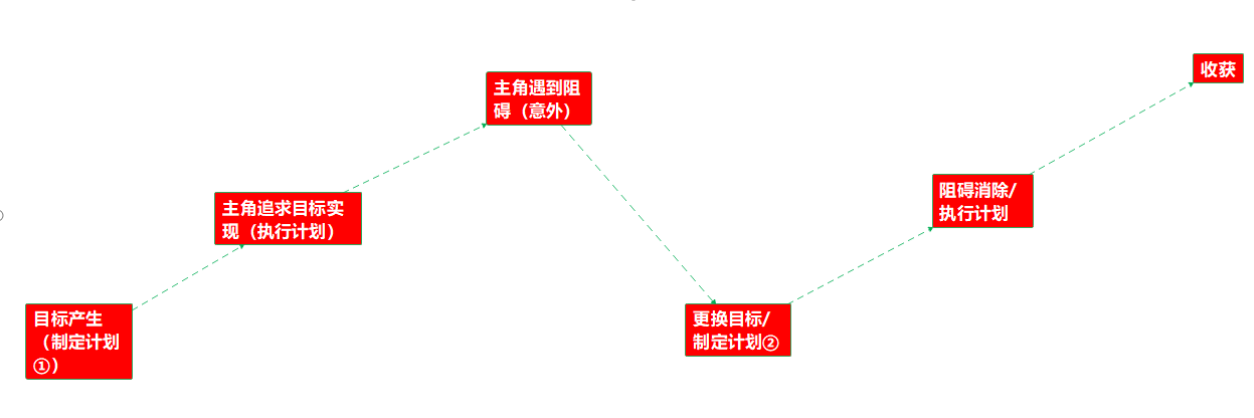 目标产生
（制定计划
①）
主角追求目标实
现（执行计划）
主角遇到阻
碍（意外）
更换目标/
制定计划②
阻碍消除/
执行计划
收获